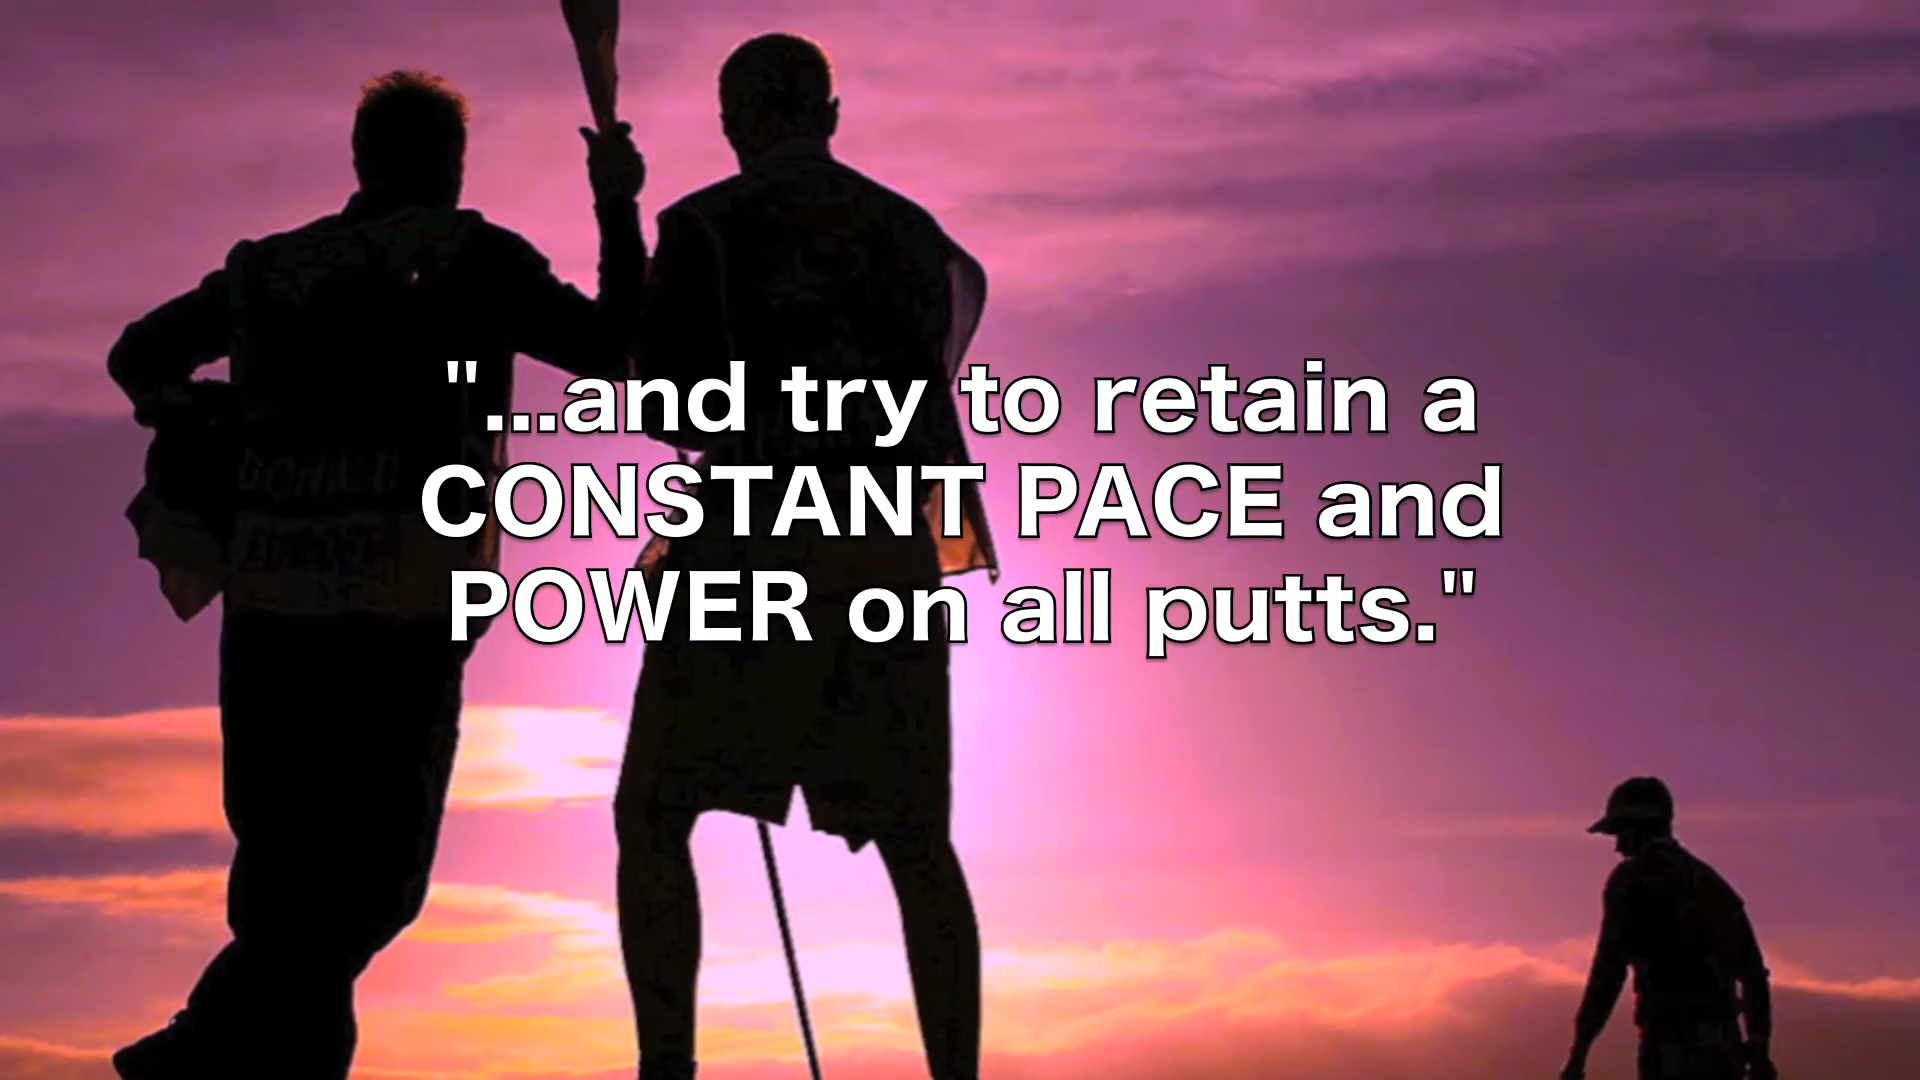 "...and try to retain a
CONSTANT PACE and
POWER on all putts."